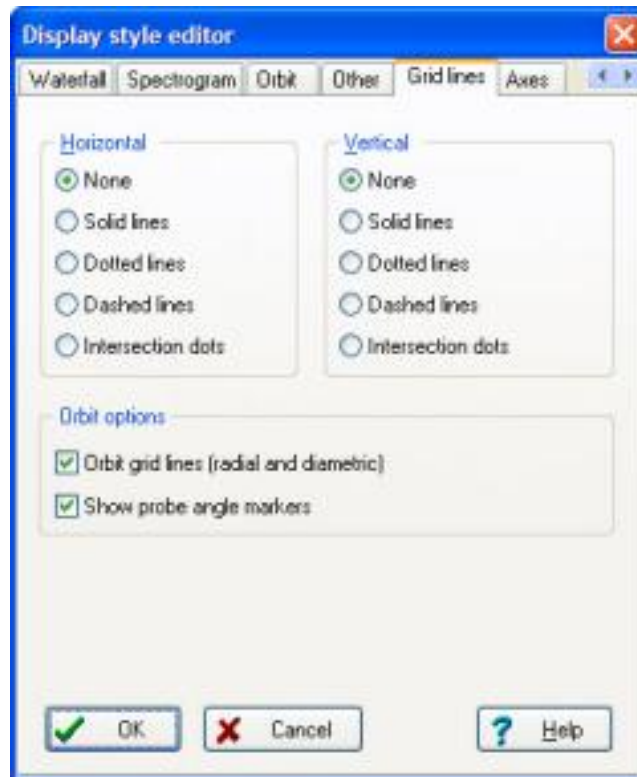 Display style editor
Waterfall Spectrogram Orbit Other Grid lines Axes
Horizontal
None
Solid lines
Dotted lines
Dashed lines
Intersection dots
Vertical
None
Solid lines
Dotted lines
Dashed lines
Intersection dots
Orbit options
Orbit grid lines (radial and diametric)
Show probe angle markers
OK Cancel Help